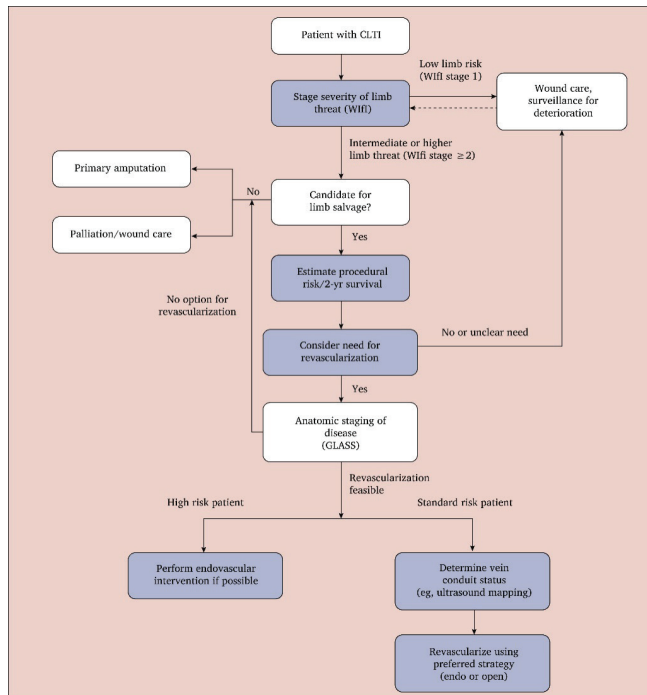 Patient with CLTI
Low limb risk
(WIfI stage 1)
Stage severity of limb
threat (WIfI)
Wound care,
surveillance for
deterioration
Intermediate or higher
limb threat (WIfi stage ≥2)
Primary amputation
No
Candidate for
limb salvage?
Palliation/wound care
Yes
Estimate procedural
risk/2-yr survival
No option for
revascularization
Consider need for
revascularization
No or unclear need
Yes
Anatomic staging of
disease
(GLASS)
Revascularization
feasible
High risk patient
Standard risk patient
Perform endovascular
intervention if possible
Determine vein
conduit status
(eg, ultrasound mapping)
Revascularize using
preferred strategy
(endo or open)